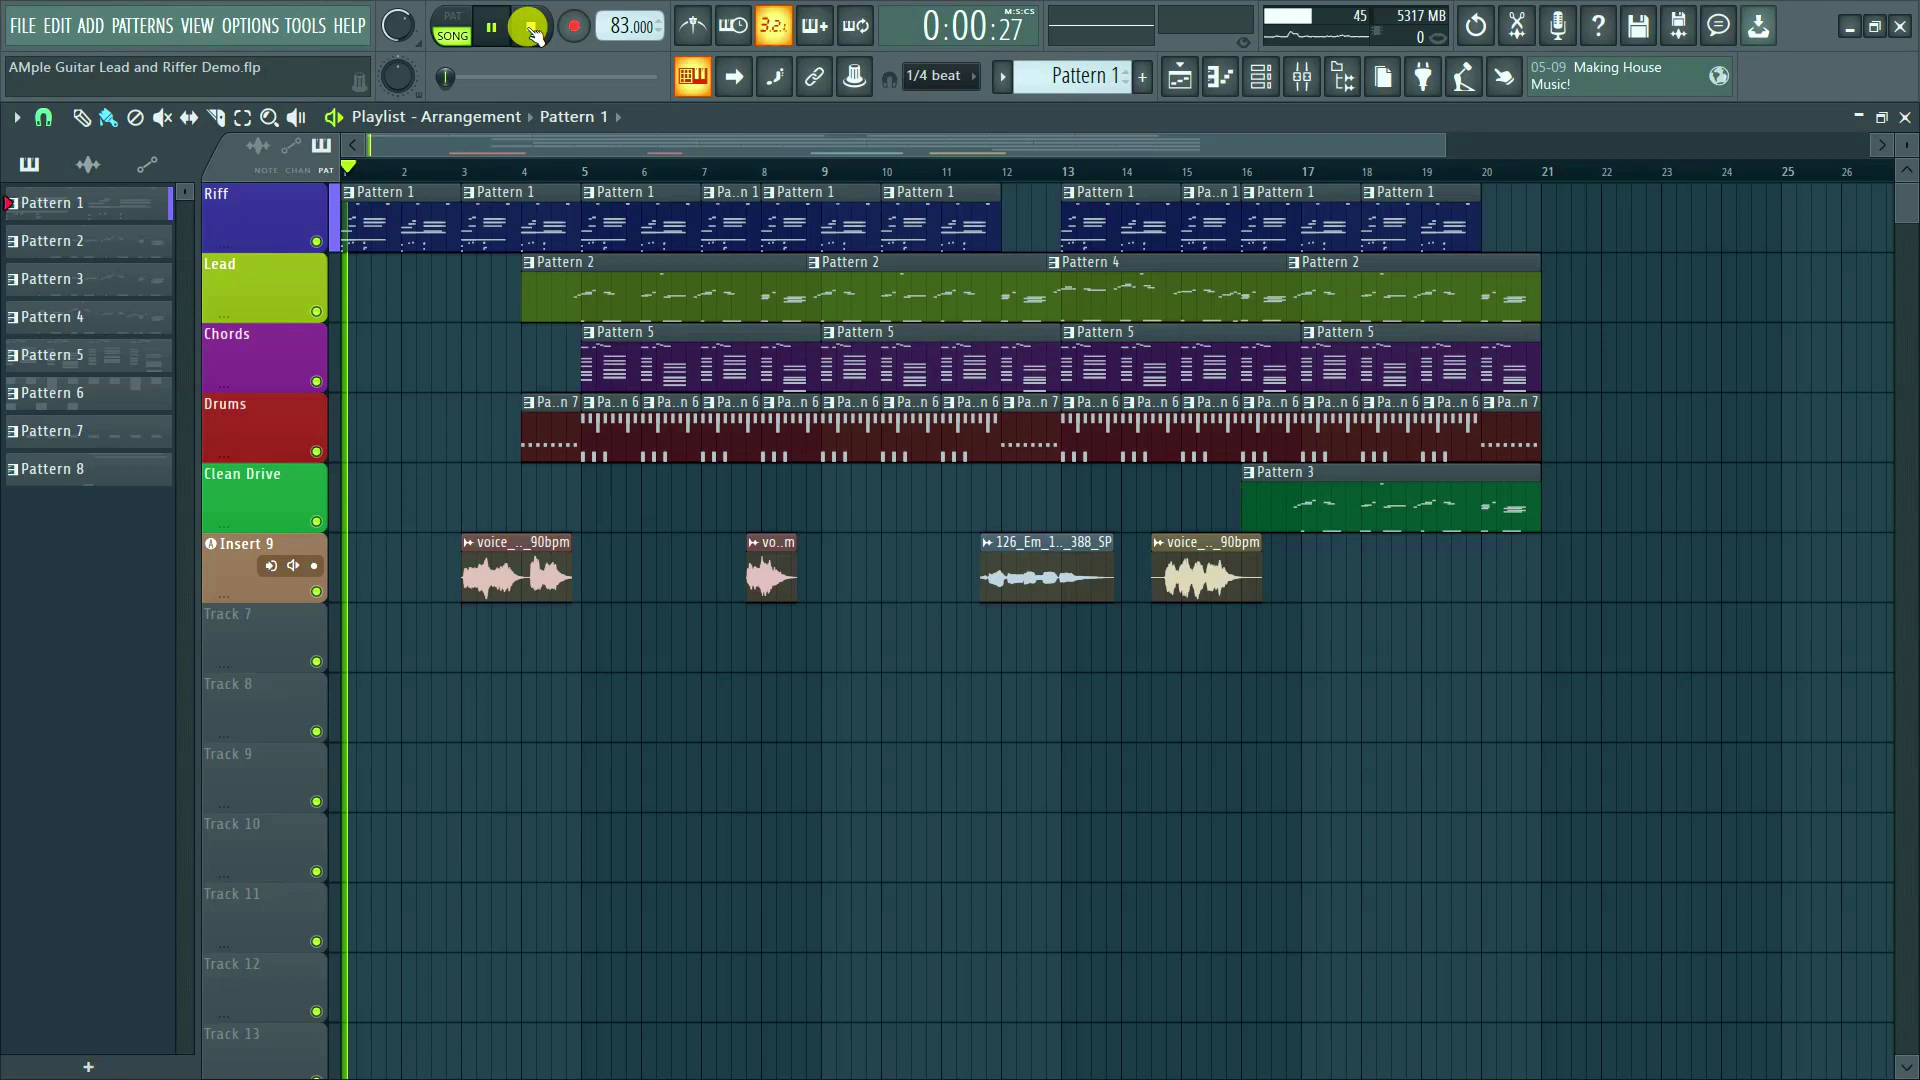 FILE EDIT ADD PATTERNS VIEW OPTIONS TOOLS HELP
PAT
SONG
83.000
3.2.
0:00:27
M:S:CS
45
5317 MB
0
AMple Guitar Lead and Riffer Demo.flp
1/4 beat
Pattern 1
+
05-09 Making House
Music!
Playlist - Arrangement
Pattern 1
NOTE CHAN PAT
2 3 4 5 6 7 8 9 10 11 12 13 14 15 16 17 18 19 20 21 22 23 24 25 26
Pattern 1
Pattern 2
Pattern 3
Pattern 4
Pattern 5
Pattern 6
Pattern 7
Pattern 8
+
Riff
Pattern 1 Pattern 1 Pattern 1 Pa..n 1 Pattern 1 Pattern 1 Pattern 1 Pa..n 1 Pattern 1 Pattern 1
Lead
Pattern 2 Pattern 2 Pattern 4 Pattern 2
Chords
Pattern 5 Pattern 5 Pattern 5 Pattern 5
Drums
Pa..n 7 Pa..n 6 Pa..n 6 Pa..n 6 Pa..n 6 Pa..n 6 Pa..n 6 Pa..n 6 Pa..n 7 Pa..n 6 Pa..n 6 Pa..n 6 Pa..n 6 Pa..n 6 Pa..n 6 Pa..n 6 Pa..n 7
Clean Drive
Pattern 3
Insert 9
voice_.._90bpm vo..m 126_Em_1.._388_SP voice_.._90bpm
Track 7
Track 8
Track 9
Track 10
Track 11
Track 12
Track 13